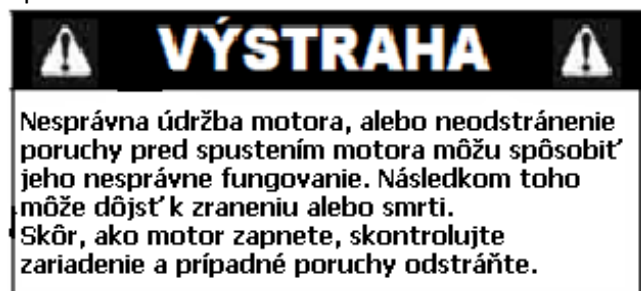 VÝSTRAHA
Nesprávna údržba motora, alebo neodstránenie
poruchy pred spustením motora môžu spôsobiť
jeho nesprávne fungovanie. Následkom toho
môže dôjsť k zraneniu alebo smrti.
Skôr, ako motor zapnete, skontrolujte
zariadenie a prípadné poruchy odstráňte.